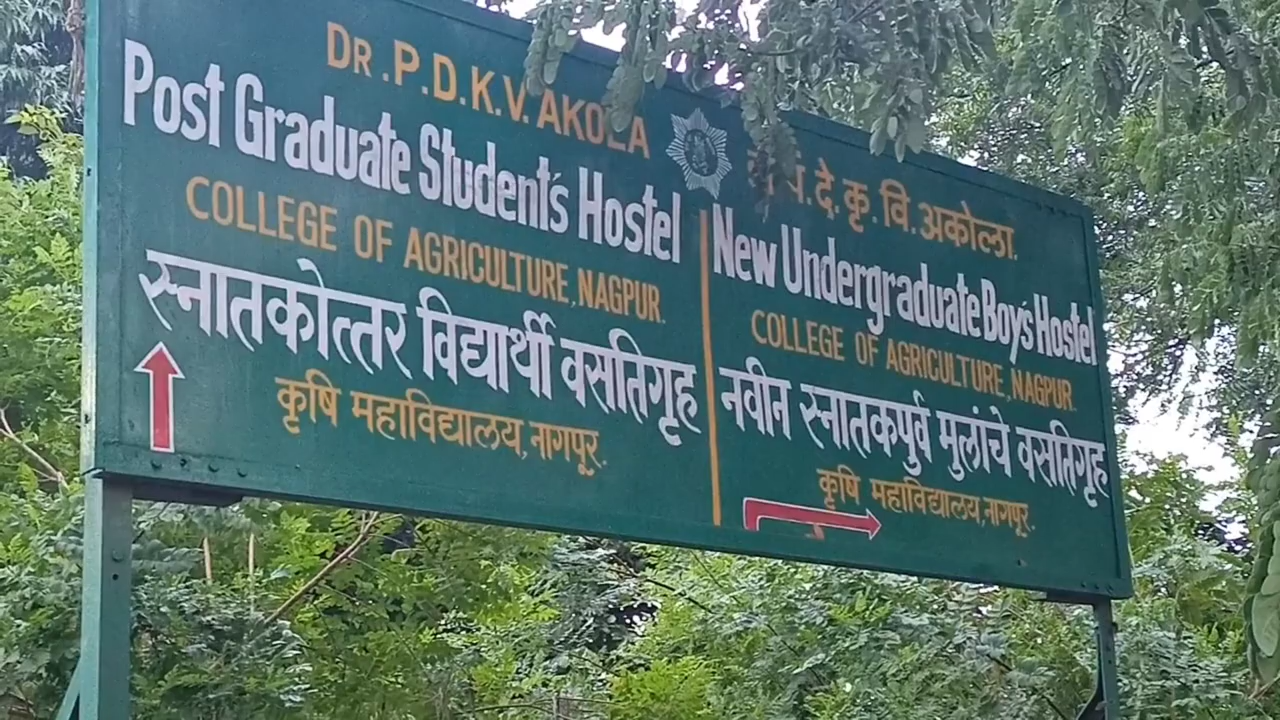 DR.P.D.K.V. AKOLA
Post Graduate Student's Hostel
COLLEGE OF AGRICULTURE, NAGPUR.
स्नातकोत्तर विद्यार्थी वसतिगृह
कृषि महाविद्यालय, नागपूर.
दे. कृ. वि. अकोला.
New Undergraduate Boy's Hostel
COLLEGE OF AGRICULTURE, NAGPUR.
नवीन स्नातकपुर्व मुलांचे वसतिगृह
कृषि महाविद्यालय, नागपूर.